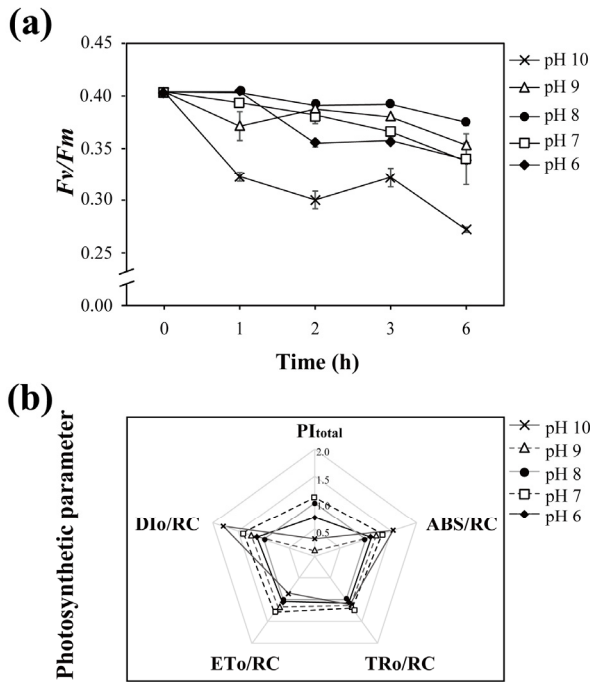 (a)
0.45
0.40
0.35
0.30
0.25
0.00
Fv/Fm
0 1 2 3 6
Time (h)
pH 10
pH 9
pH 8
pH 7
pH 6
(b)
Photosynthetic parameter
PItotal
2.0
1.5
1.0
0.5
0.0
DIo/RC
ABS/RC
ETo/RC
TRo/RC
pH 10
pH 9
pH 8
pH 7
pH 6